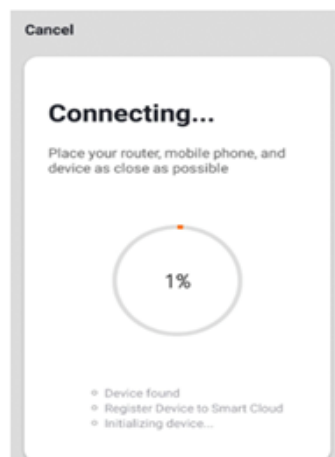 Cancel
Connecting...
Place your router, mobile phone, and
device as close as possible
1%
Device found
Register Device to Smart Cloud
Initializing device...